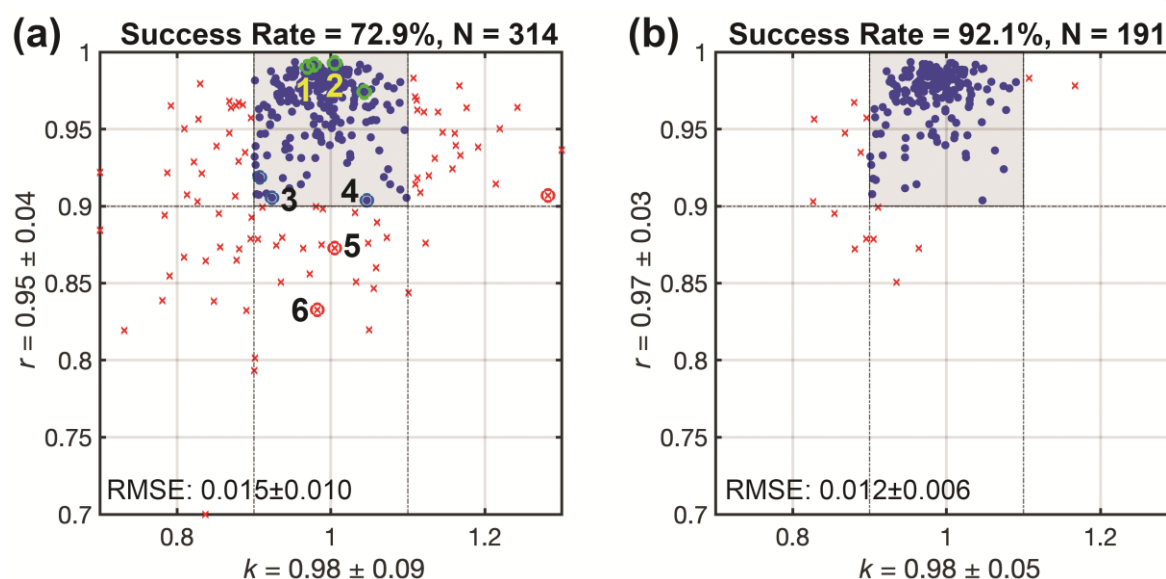 (a) Success Rate = 72.9%, N = 314
1
0.95
0.9
0.85
0.8
0.75
0.7
r = 0.95 ± 0.04
1 2
3 4
5
6
RMSE: 0.015±0.010
0.8 1 1.2
k = 0.98 ± 0.09
(b) Success Rate = 92.1%, N = 191
1
0.95
0.9
0.85
0.8
0.75
0.7
r = 0.97 ± 0.03
RMSE: 0.012±0.006
0.8 1 1.2
k = 0.98 ± 0.05